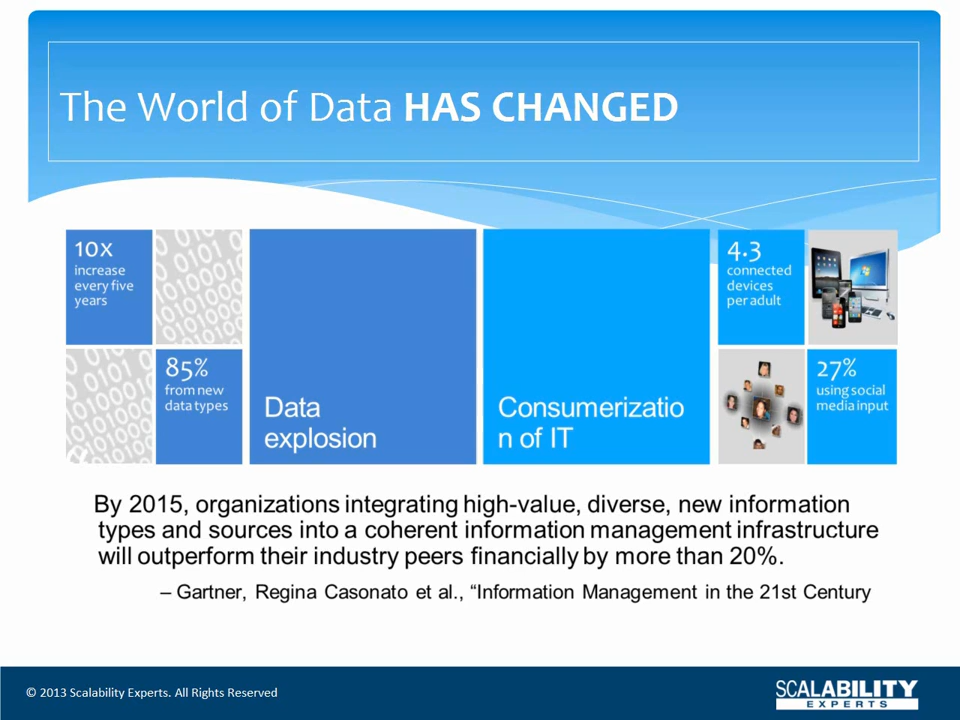 The World of Data HAS CHANGED
10x
increase
every five
years
85%
from new
data types
Data
explosion
Consumerizatio
n of IT
4.3
connected
devices
per adult
27%
using social
media input
By 2015, organizations integrating high-value, diverse, new information
types and sources into a coherent information management infrastructure
will outperform their industry peers financially by more than 20%.
– Gartner, Regina Casonato et al., “Information Management in the 21st Century
© 2013 Scalability Experts. All Rights Reserved
SCALABILITY
EXPERTS